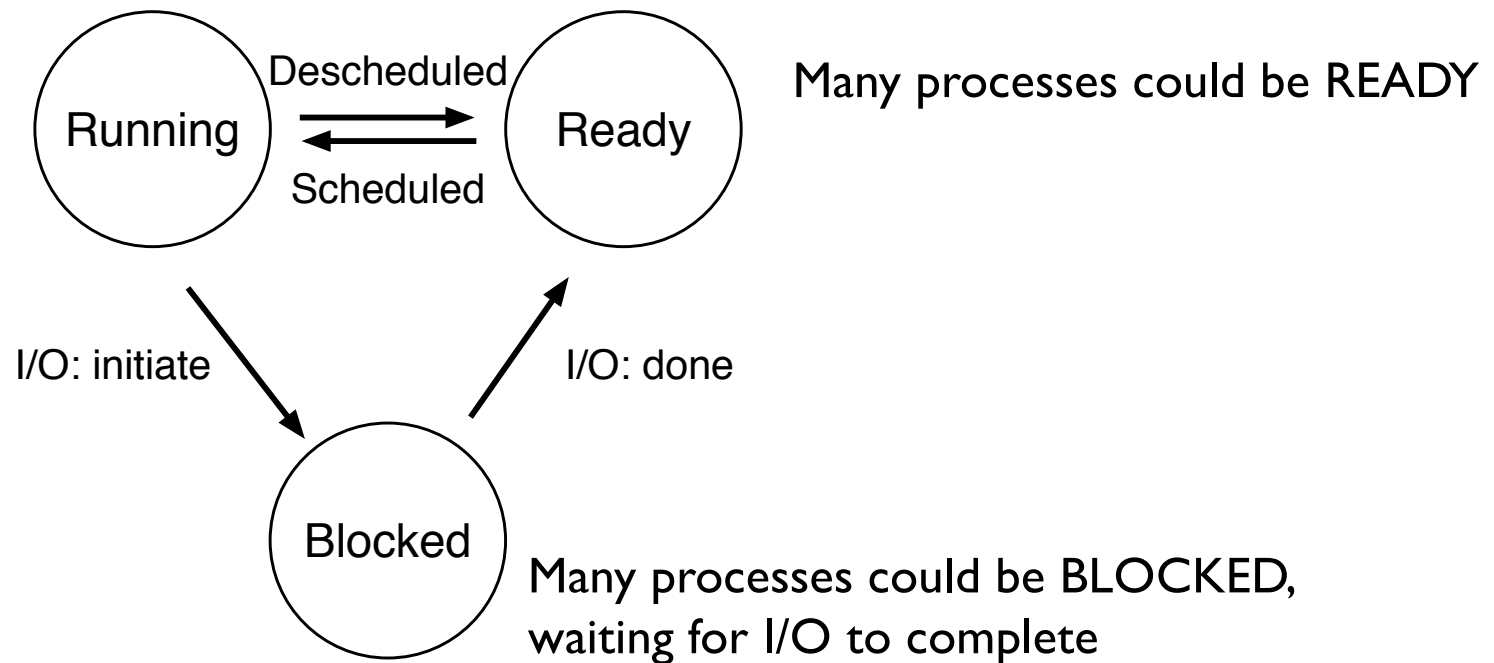 Descheduled
Many processes could be READY
Running
Ready
Scheduled
I/O: initiate
I/O: done
Blocked
Many processes could be BLOCKED,
waiting for I/O to complete